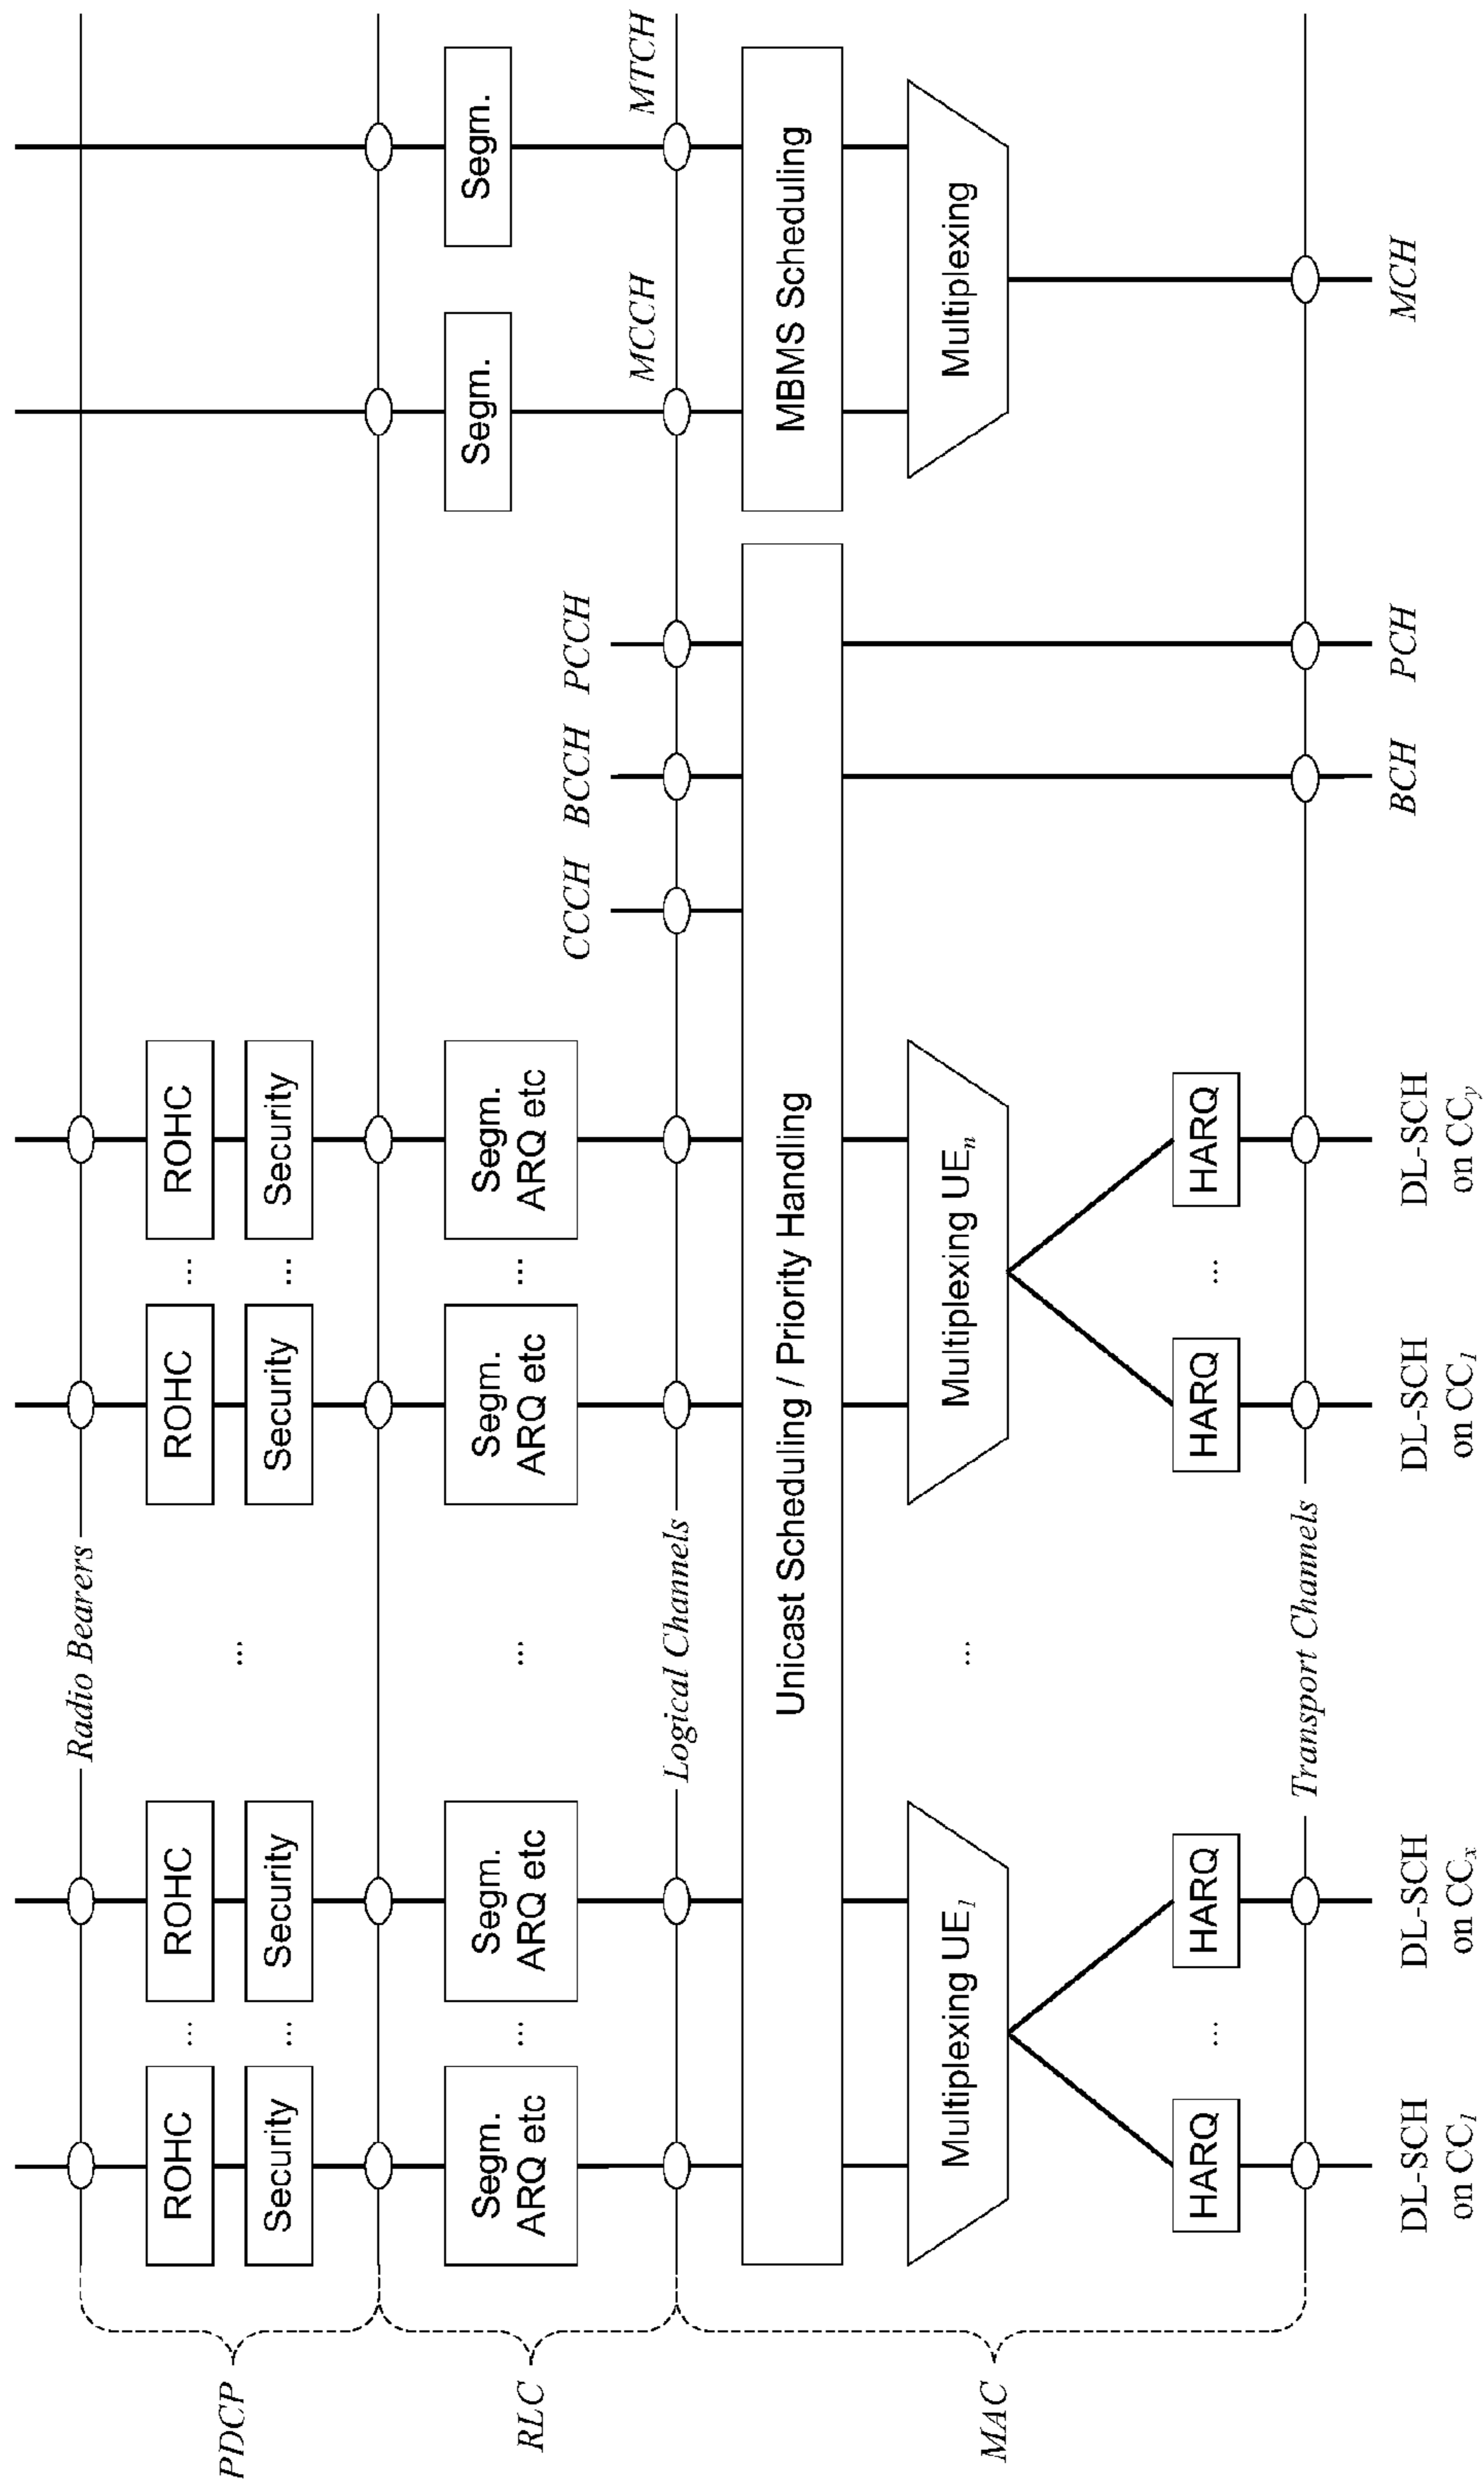 Radio Bearers
PDCP
ROHC
...
ROHC
ROHC
...
ROHC
...
Security
...
Security
Security
...
Security
RLC
Segm.
ARQ etc
...
Segm.
ARQ etc
...
Segm.
ARQ etc
...
Segm.
ARQ etc
Segm.
Segm.
Logical Channels
CCCH
BCCH
PCCH
MCCH
MTCH
MAC
Unicast Scheduling / Priority Handling
MBMS Scheduling
Multiplexing UE1
...
Multiplexing UEn
Multiplexing
HARQ
...
HARQ
HARQ
...
HARQ
Transport Channels
DL-SCH
on CC1
DL-SCH
on CCx
DL-SCH
on CC1
DL-SCH
on CCy
BCH
PCH
MCH